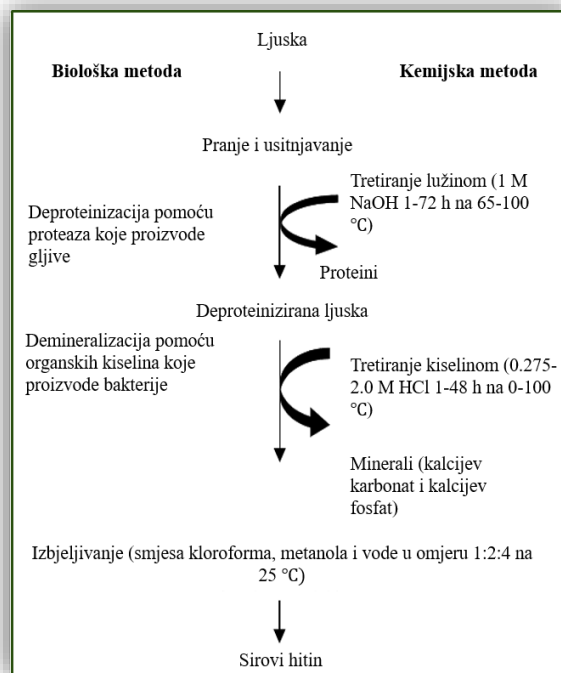 Ljuska
Biološka metoda
Kemijska metoda
Pranje i usitnjavanje
Deproteinizacija pomoću
proteaza koje proizvode
gljive
Tretiranje lužinom (1 M
NaOH 1-72 h na 65-100
°C)
Proteini
Deproteinizirana ljuska
Demineralizacija pomoću
organskih kiselina koje
proizvode bakterije
Tretiranje kiselinom (0.275-
2.0 M HCl 1-48 h na 0-100
°C)
Minerali (kalcijev
karbonat i kalcijev
fosfat)
Izbjeljivanje (smjesa kloroforma, metanola i vode u omjeru 1:2:4 na
25 °C)
Sirovi hitin